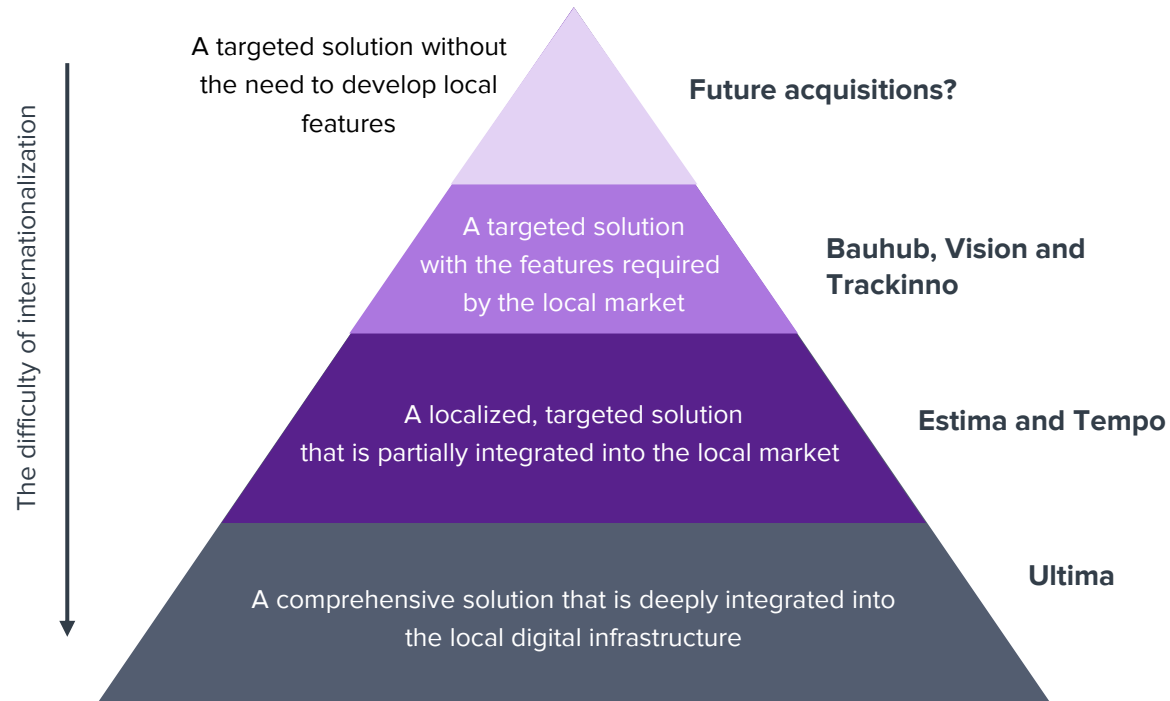 The difficulty of internationalization
A targeted solution without
the need to develop local
features
Future acquisitions?
A targeted solution
with the features required
by the local market
Bauhub, Vision and
Trackinno
A localized, targeted solution
that is partially integrated into the local market
Estima and Tempo
A comprehensive solution that is deeply integrated into
the local digital infrastructure
Ultima